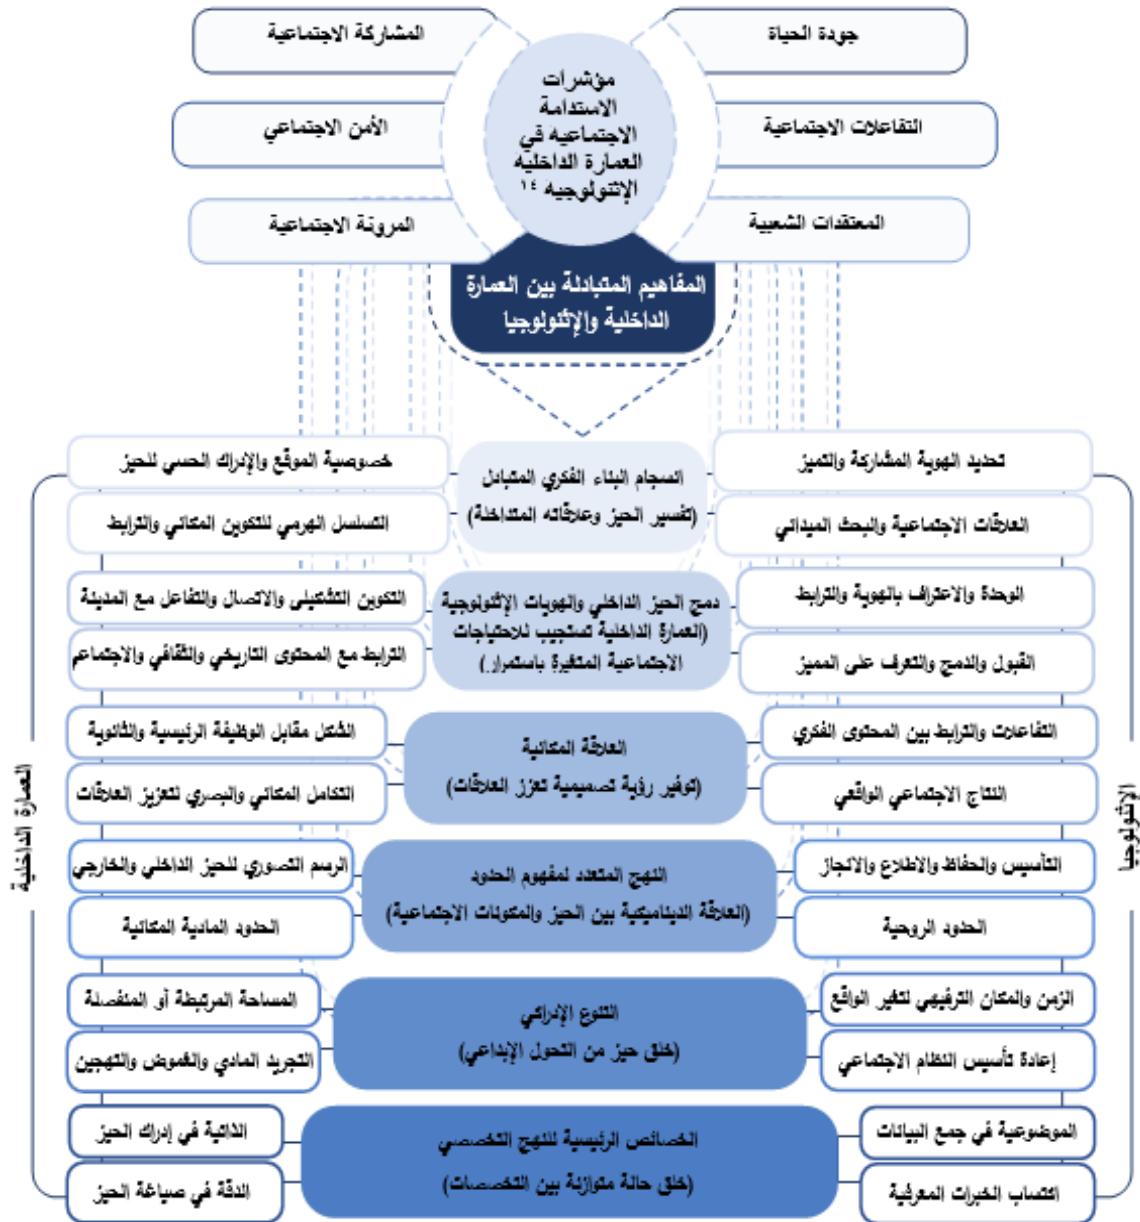 جودة الحياة
المشاركة الاجتماعية
مؤشرات
الاستدامة
الاجتماعيه في
العمارة الداخليه
الإثنولوجيه ١٤
التفاعلات الاجتماعية
الأمن الاجتماعي
المعتقدات الشعبية
المرونة الاجتماعية
المفاهيم المتبادلة بين العمارة
الداخلية والإثنولوجيا
تحديد الهوية المشاركة والتميز
انسجام البناء الفكري المتبادل
(تفسير الحيز وعلاقاته المتداخلة)
خصوصية الموقع والإدراك الحسي للحيز
العلاقات الاجتماعية والبحث الميداني
التسلسل الهرمي للتكوين المكاني والترابط
الوحدة والاعتراف بالهوية والترابط
دمج الحيز الداخلي والهويات الإثنولوجية
(العمارة الداخلية تستجيب للاحتياجات
الاجتماعية المتغيرة باستمرار)
التكوين التشكيلي والاتصال والتفاعل مع المدينة
القبول والدمج والتعرف على المميز
الترابط مع المحتوى التاريخي والثقافي والاجتماعي
التفاعلات والترابط بين المحتوى الفكري
العلاقة المكانية
(توفير رؤية تصميمية تعزز العلاقات)
الشكل مقابل الوظيفة الرئيسية والثانوية
النتاج الاجتماعي الواقعي
التكامل المكاني والبصري لتعزيز العلاقات
التأسيس والحفاظ والاطلاع والانجاز
النهج المتعدد لمفهوم الحدود
(العلاقة الديناميكية بين الحيز والمكونات الاجتماعية)
الرسم التصوري للحيز الداخلي والخارجي
الحدود الروحية
الحدود المادية المكانية
الزمن والمكان الترفيهي لتغير الواقع
التنوع الإدراكي
(خلق حيز من التحول الإبداعي)
المساحة المرتبطة أو المنفصلة
إعادة تأسيس النظام الاجتماعي
التجريد المادي والغموض والتهجين
الموضوعية في جمع البيانات
الخصائص الرئيسية للنهج التخصصي
(خلق حالة متوازنة بين التخصصات)
الذاتية في إدراك الحيز
اكتساب الخبرات المعرفية
الدقة في صياغة الحيز
الإثنولوجيا
العمارة الداخلية